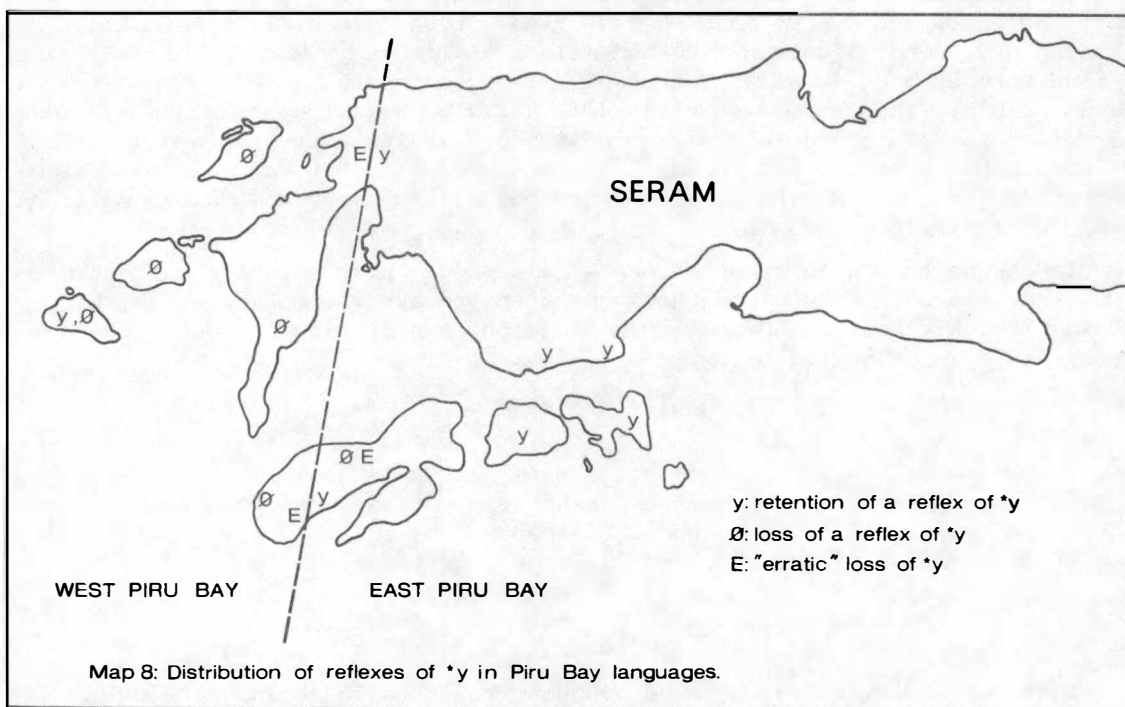 Ø
E y
SERAM
Ø
y,Ø
Ø
y y
y y
Ø E
Ø
y
E
y: retention of a reflex of *y
Ø: loss of a reflex of *y
E: "erratic" loss of *y
WEST PIRU BAY EAST PIRU BAY
Map 8: Distribution of reflexes of *y in Piru Bay languages.